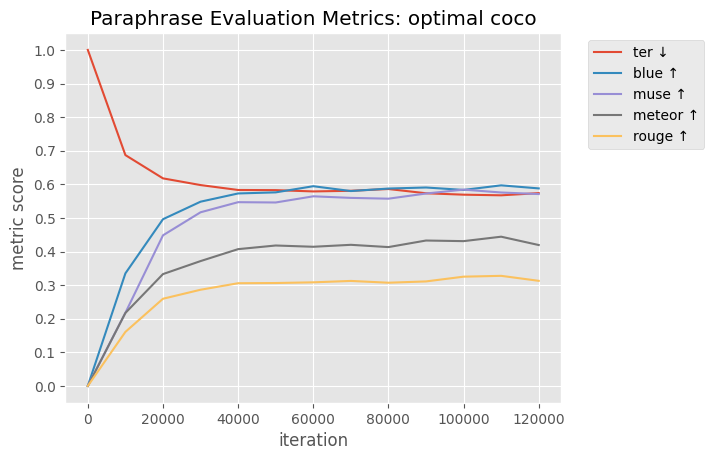 Paraphrase Evaluation Metrics: optimal coco
1.0
0.9
0.8
0.7
0.6
0.5
0.4
0.3
0.2
0.1
0.0
metric score
0 20000 40000 60000 80000 100000 120000
iteration
ter ↓
blue ↑
muse ↑
meteor ↑
rouge ↑